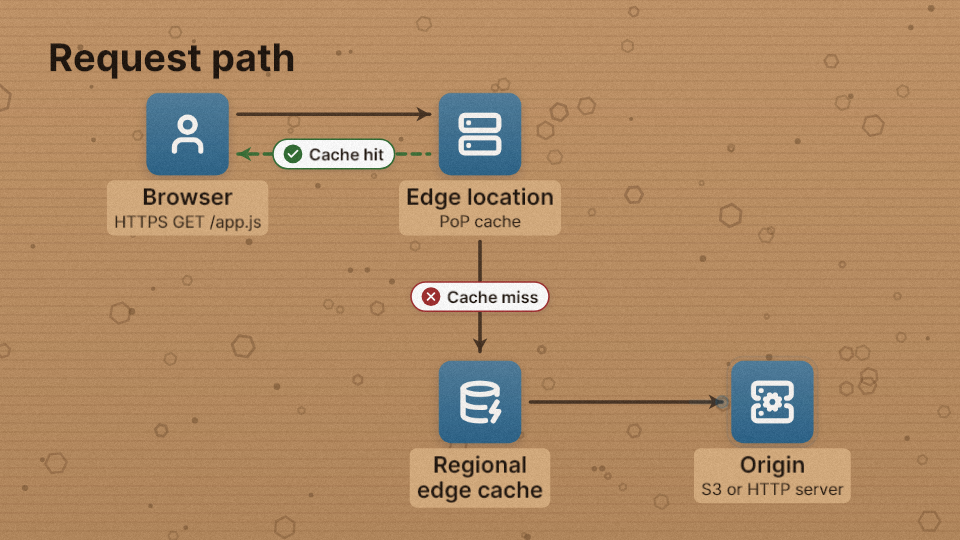 Request path
Cache hit
Browser
HTTPS GET /app.js
Edge location
PoP cache
Cache miss
Regional
edge cache
Origin
S3 or HTTP server